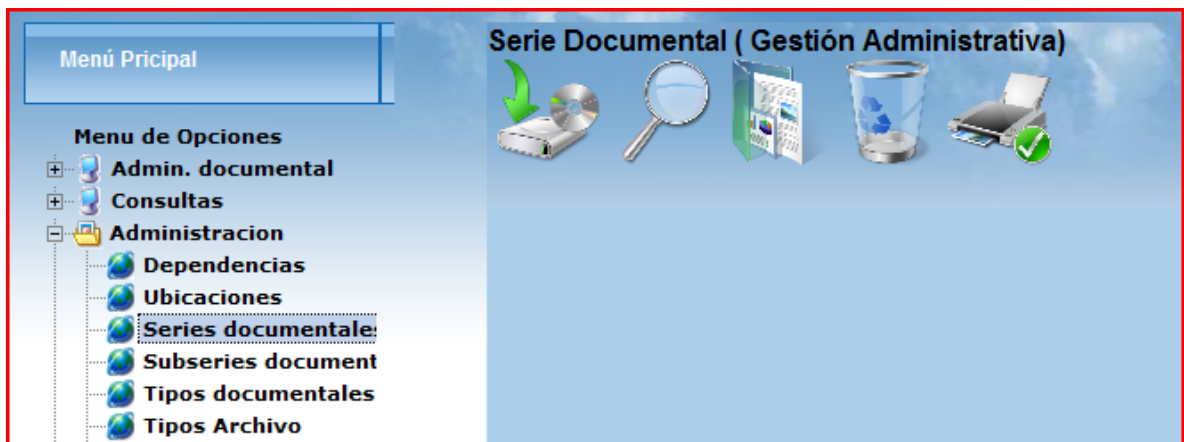 Menú Pricipal
Serie Documental ( Gestión Administrativa)
Menu de Opciones
Admin. documental
Consultas
Administracion
Dependencias
Ubicaciones
Series documentales
Subseries document
Tipos documentales
Tipos Archivo